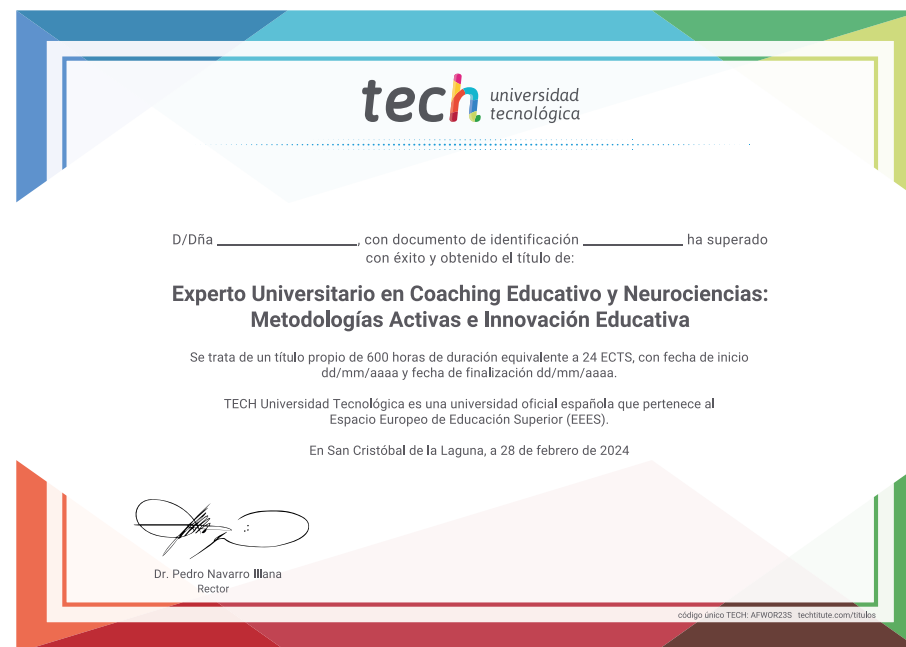 tech universidad
tecnológica
D/Dña ____________, con documento de identificación ____________ ha superado
con éxito y obtenido el título de:
Experto Universitario en Coaching Educativo y Neurociencias:
Metodologías Activas e Innovación Educativa
Se trata de un título propio de 600 horas de duración equivalente a 24 ECTS, con fecha de inicio
dd/mm/aaaa y fecha de finalización dd/mm/aaaa.
TECH Universidad Tecnológica es una universidad oficial española que pertenece al
Espacio Europeo de Educación Superior (EEES).
En San Cristóbal de la Laguna, a 28 de febrero de 2024
Dr. Pedro Navarro Illana
Rector
código único TECH: AFWOR23S techtitute.com/titulos